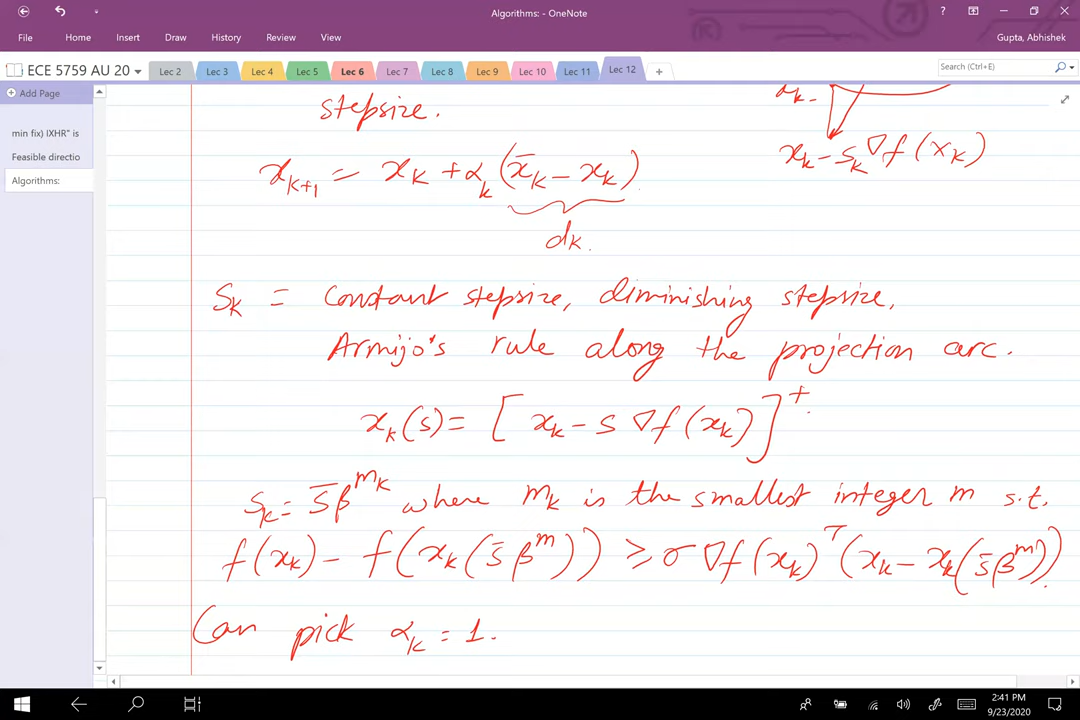 Algorithms: - OneNote
?
File Home Insert Draw History Review View Gupta, Abhishek
ECE 5759 AU 20 Lec 2 Lec 3 Lec 4 Lec 5 Lec 6 Lec 7 Lec 8 Lec 9 Lec 10 Lec 11 Lec 12 + Search (Ctrl+E)
Add Page
min fix) IXHR" is
Feasible directio
Algorithms:
stepsize.
x_k - s_k ∇f(x_k)
x_{k+1} = x_k + α_k (x̄_k - x_k)
d_k.
S_k = Constant stepsize, diminishing stepsize,
Armijo's rule along the projection arc.
x_k(s) = [x_k - s ∇f(x_k)]^+
s_k = s̄ β^{m_k} where m_k is the smallest integer m s.t.
f(x_k) - f(x_k(s̄ β^m)) ≥ σ ∇f(x_k)^T (x_k - x_k(s̄ β^m)).
Can pick α_k = 1.
2:41 PM
9/23/2020